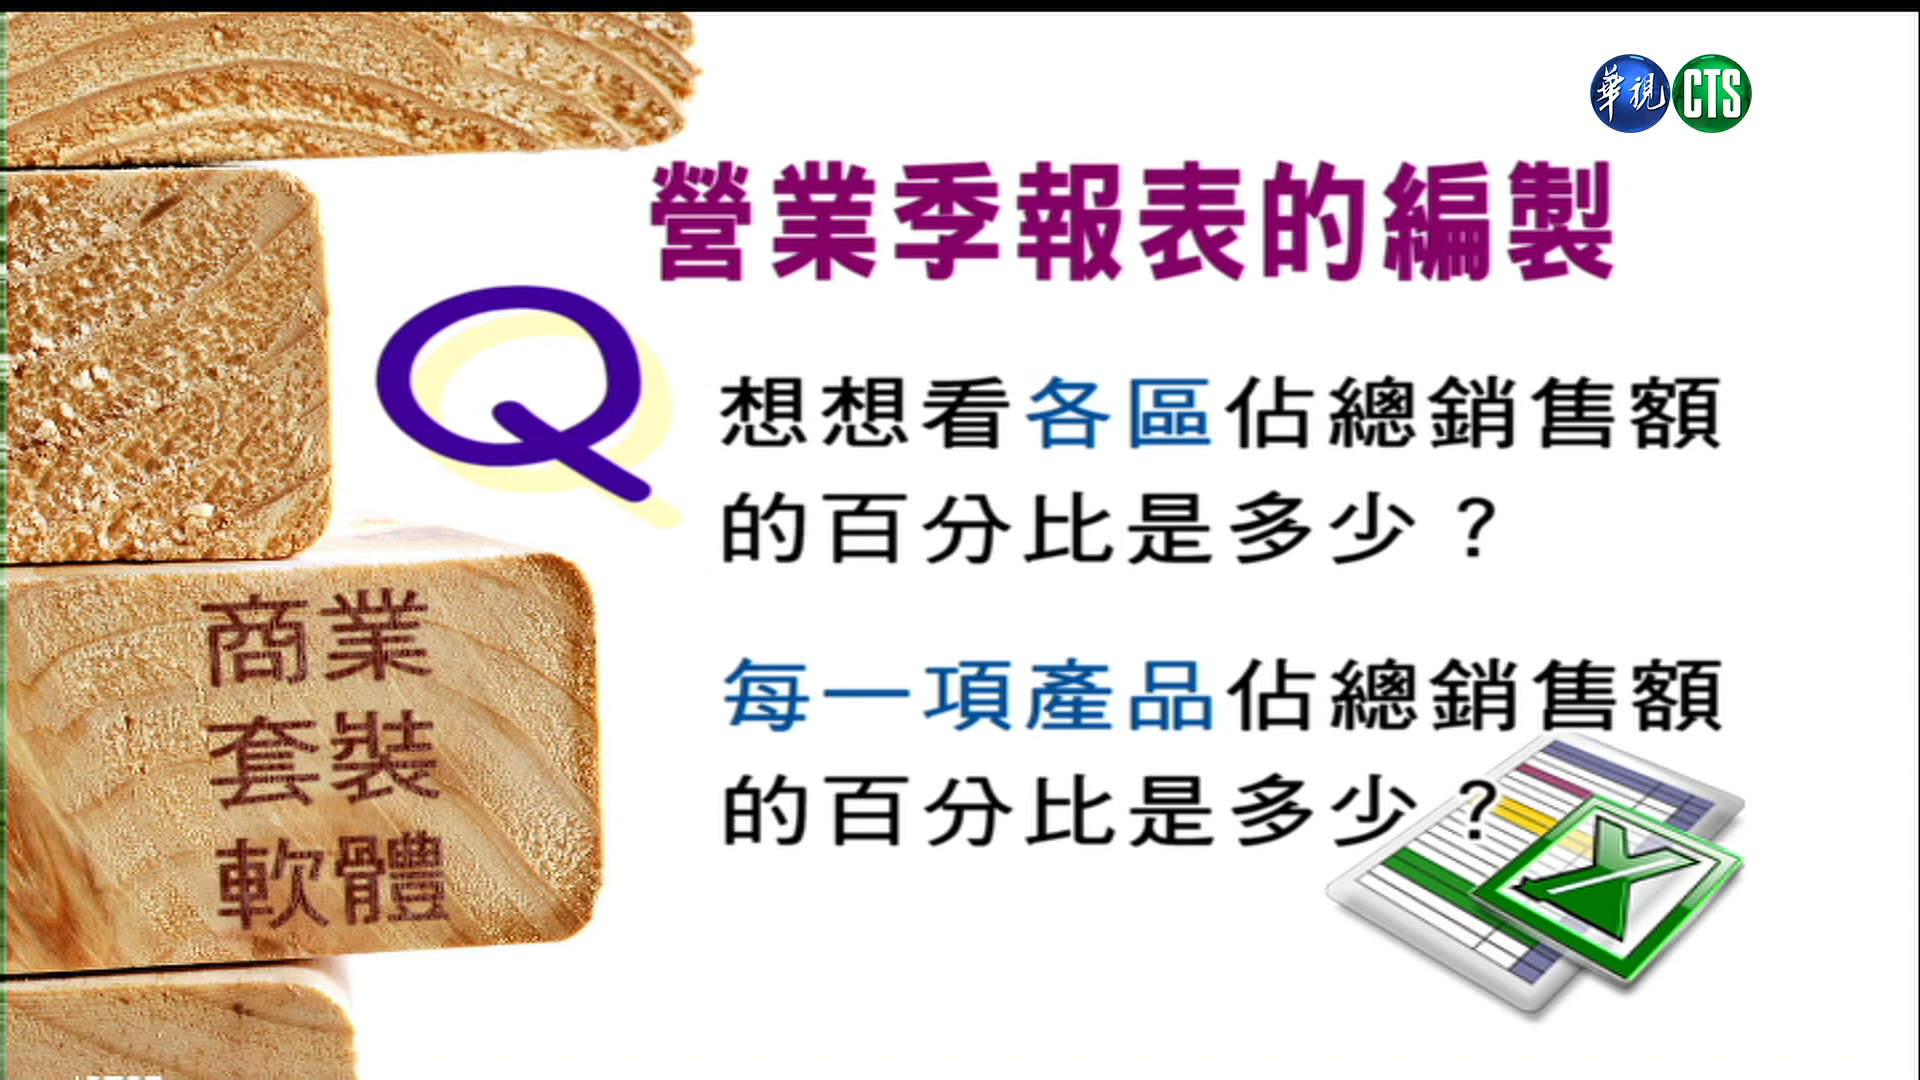 華視 CTS
營業季報表的編製
Q
想想看各區佔總銷售額
的百分比是多少？
每一項產品佔總銷售額
的百分比是多少？
商業
套裝
軟體